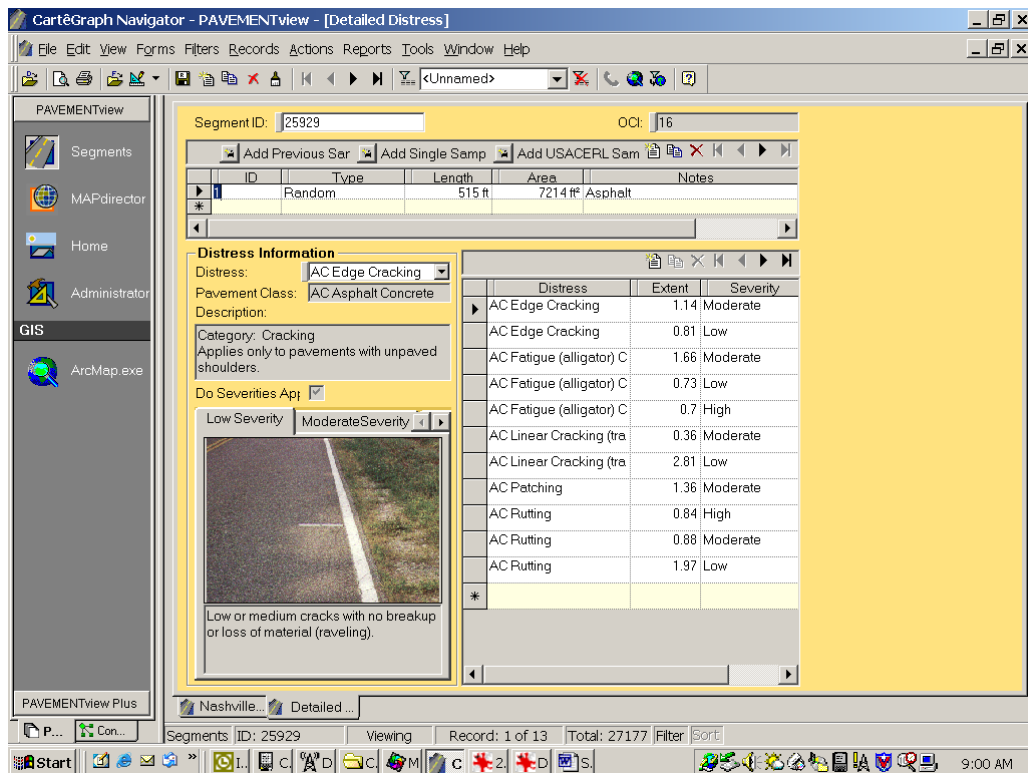 CartêGraph Navigator - PAVEMENTview - [Detailed Distress]
File Edit View Forms Filters Records Actions Reports Tools Window Help
<Unnamed>
PAVEMENTview
Segments
MAPdirector
Home
Administrator
GIS
ArcMap.exe
PAVEMENTview Plus
P... Con...
Segment ID: 25929 OCI: 16
Add Previous Sar Add Single Samp Add USACERL Sam
ID Type Length Area Notes
1 Random 515 ft 7214 ft² Asphalt
Distress Information
Distress: AC Edge Cracking
Pavement Class: AC Asphalt Concrete
Description:
Category: Cracking
Applies only to pavements with unpaved
shoulders.
Do Severities App
Low Severity ModerateSeverity
Low or medium cracks with no breakup
or loss of material (raveling).
Distress Extent Severity
AC Edge Cracking 1.14 Moderate
AC Edge Cracking 0.81 Low
AC Fatigue (alligator) C 1.66 Moderate
AC Fatigue (alligator) C 0.73 Low
AC Fatigue (alligator) C 0.7 High
AC Linear Cracking (tra 0.36 Moderate
AC Linear Cracking (tra 2.81 Low
AC Patching 1.36 Moderate
AC Rutting 0.84 High
AC Rutting 0.88 Moderate
AC Rutting 1.97 Low
Nashville... Detailed ...
Segments ID: 25929 Viewing Record: 1 of 13 Total: 27177 Filter Sort
Start » I.. C. D C. M C 2. D S. 9:00 AM